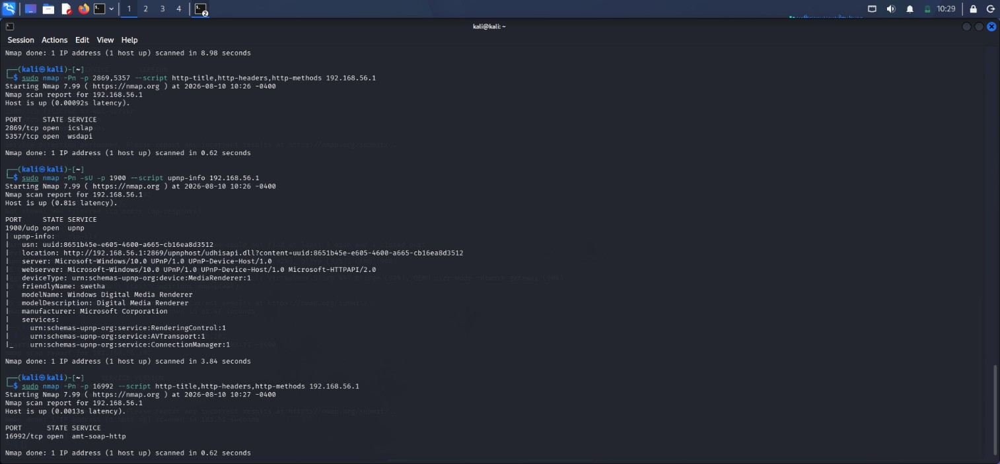 1 2 3 4 2 10:29
kali@kali: ~
Session Actions Edit View Help
Nmap done: 1 IP address (1 host up) scanned in 8.98 seconds
┌──(kali㉿kali)-[~]
└─$ sudo nmap -Pn -p 2869,5357 --script http-title,http-headers,http-methods 192.168.56.1
Starting Nmap 7.99 ( https://nmap.org ) at 2026-08-10 10:26 -0400
Nmap scan report for 192.168.56.1
Host is up (0.00092s latency).
PORT     STATE SERVICE
2869/tcp open  icslap
5357/tcp open  wsdapi
Nmap done: 1 IP address (1 host up) scanned in 0.62 seconds
┌──(kali㉿kali)-[~]
└─$ sudo nmap -Pn -sU -p 1900 --script upnp-info 192.168.56.1
Starting Nmap 7.99 ( https://nmap.org ) at 2026-08-10 10:26 -0400
Nmap scan report for 192.168.56.1
Host is up (0.81s latency).
PORT     STATE SERVICE
1900/udp open  upnp
| upnp-info:
|   usn: uuid:8651b45e-e605-4600-a665-cb16ea8d3512
|   location: http://192.168.56.1:2869/upnphost/udhisapi.dll?content=uuid:8651b45e-e605-4600-a665-cb16ea8d3512
|   server: Microsoft-Windows/10.0 UPnP/1.0 UPnP-Device-Host/1.0
|   webserver: Microsoft-Windows/10.0 UPnP/1.0 UPnP-Device-Host/1.0 Microsoft-HTTPAPI/2.0
|   deviceType: urn:schemas-upnp-org:device:MediaRenderer:1
|   friendlyName: swetha
|   modelName: Windows Digital Media Renderer
|   modelDescription: Digital Media Renderer
|   manufacturer: Microsoft Corporation
|   services:
|     urn:schemas-upnp-org:service:RenderingControl:1
|     urn:schemas-upnp-org:service:AVTransport:1
|_    urn:schemas-upnp-org:service:ConnectionManager:1
Nmap done: 1 IP address (1 host up) scanned in 3.84 seconds
┌──(kali㉿kali)-[~]
└─$ sudo nmap -Pn -p 16992 --script http-title,http-headers,http-methods 192.168.56.1
Starting Nmap 7.99 ( https://nmap.org ) at 2026-08-10 10:27 -0400
Nmap scan report for 192.168.56.1
Host is up (0.0013s latency).
PORT      STATE SERVICE
16992/tcp open  amt-soap-http
Nmap done: 1 IP address (1 host up) scanned in 0.62 seconds